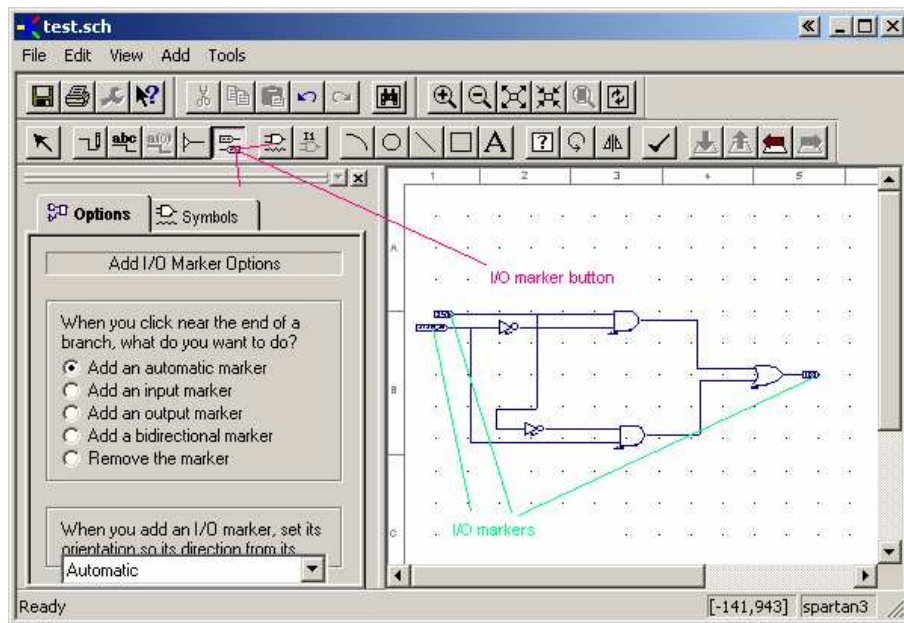 test.sch
File Edit View Add Tools
abc
A
?
1 2 3 4 5
Options Symbols
A
Add I/O Marker Options
I/O marker button
When you click near the end of a
branch, what do you want to do?
Add an automatic marker
Add an input marker
Add an output marker
Add a bidirectional marker
Remove the marker
B
I/O markers
C
When you add an I/O marker, set its
orientation so its direction from its
Automatic
Ready
[-141,943] spartan3